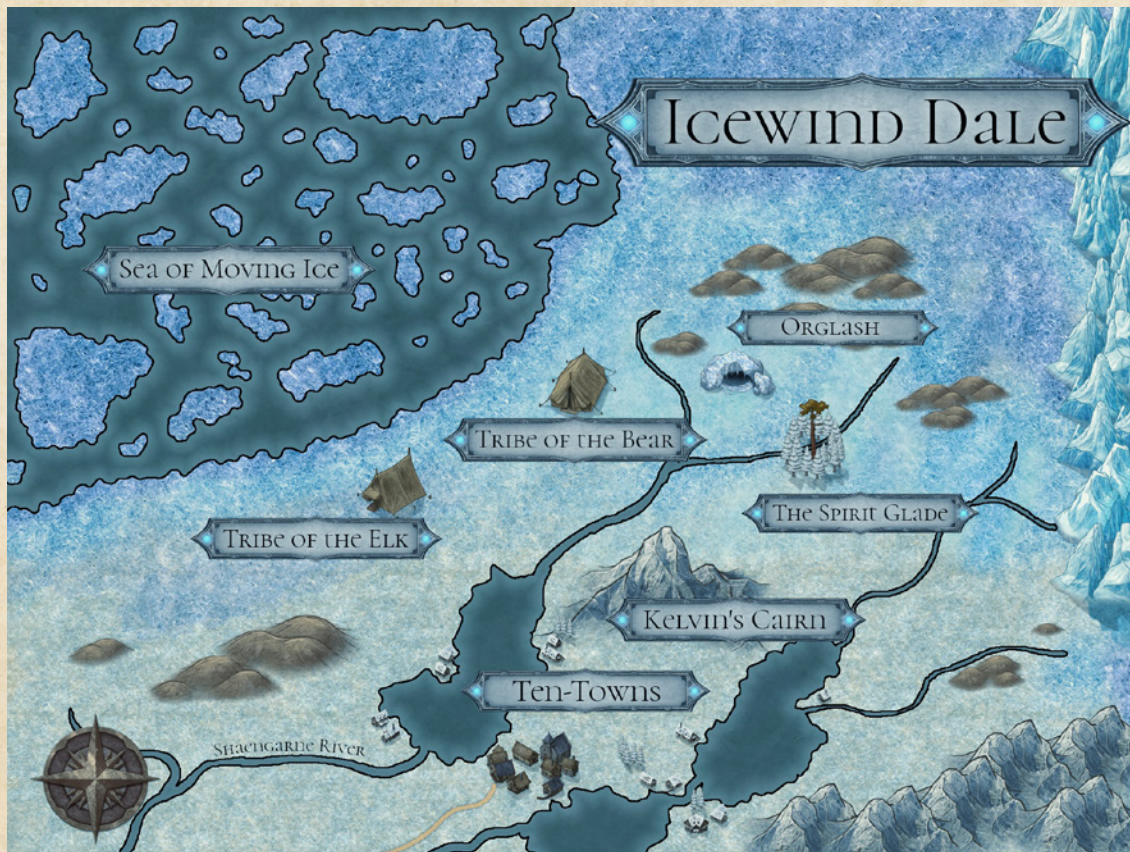 Icewind Dale
Sea of Moving Ice
Orglash
Tribe of the Bear
The Spirit Glade
Tribe of the Elk
Kelvin's Cairn
Ten-Towns
Shaengarne River